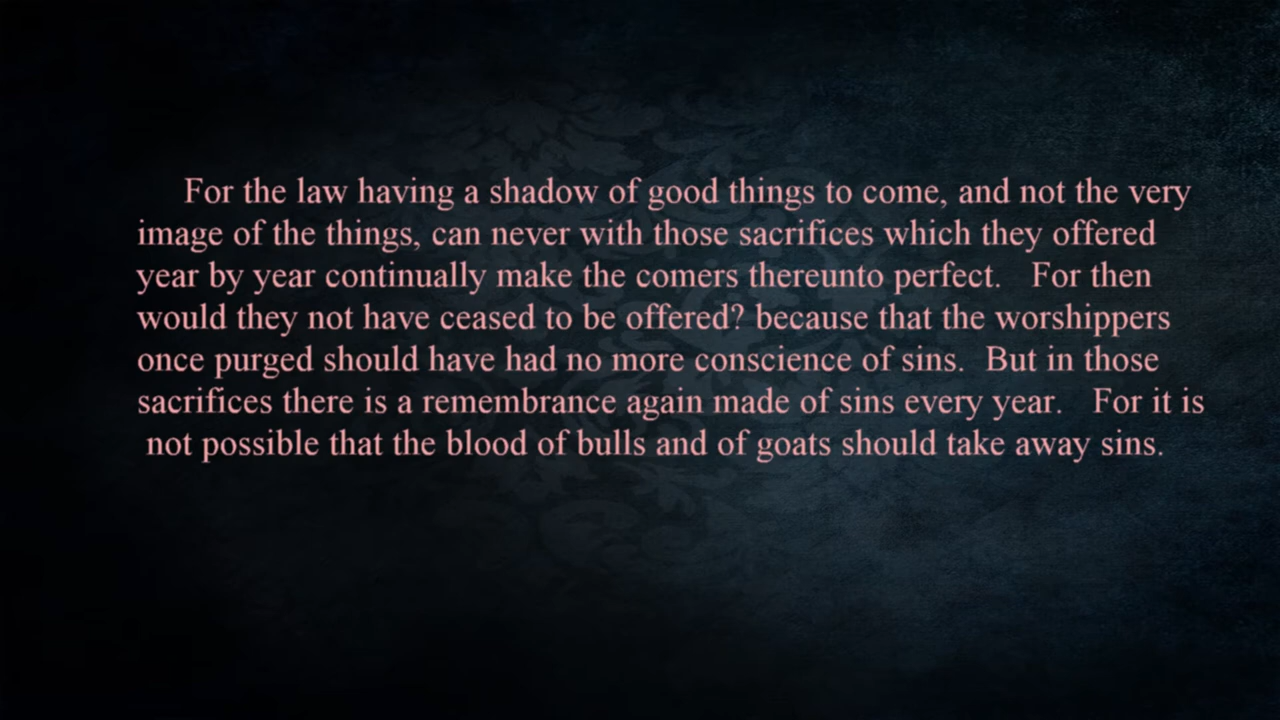 For the law having a shadow of good things to come, and not the very
image of the things, can never with those sacrifices which they offered
year by year continually make the comers thereunto perfect. For then
would they not have ceased to be offered? because that the worshippers
once purged should have had no more conscience of sins. But in those
sacrifices there is a remembrance again made of sins every year. For it is
not possible that the blood of bulls and of goats should take away sins.